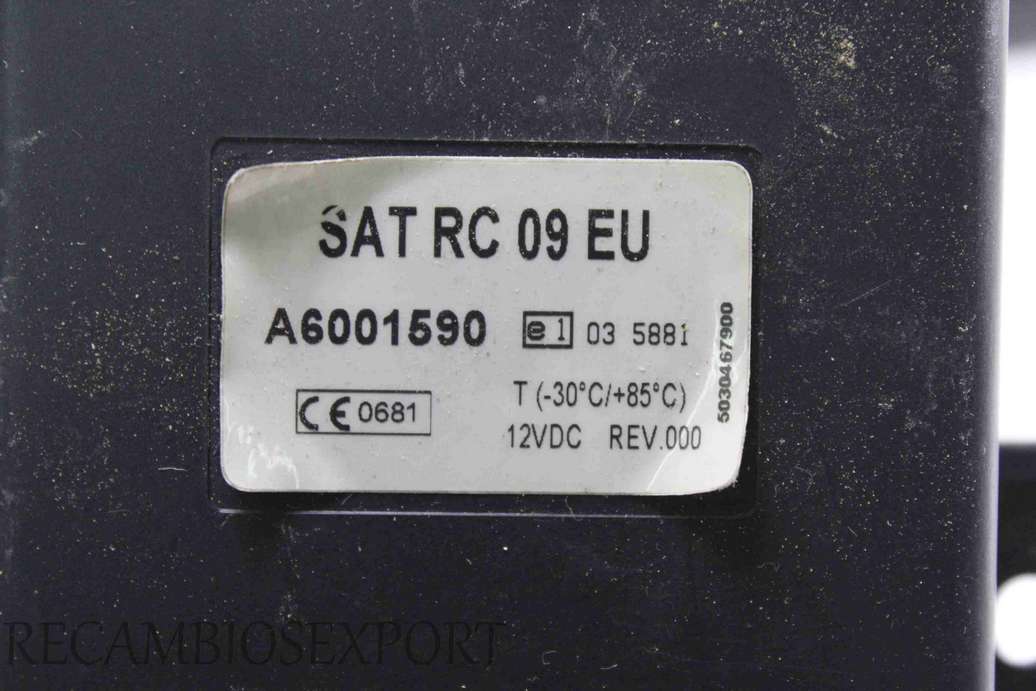 SAT RC 09 EU
A6001590 e1 03 5881
CE 0681
T (-30°C/+85°C)
12VDC REV.000
5030467900
RECAMBIOSEXPORT